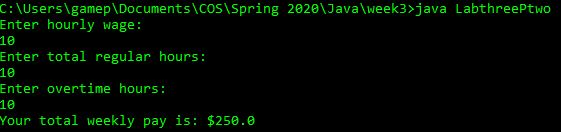 C:\Users\gamep\Documents\COS\Spring 2020\Java\week3>java LabthreePtwo
Enter hourly wage:
10
Enter total regular hours:
10
Enter overtime hours:
10
Your total weekly pay is: $250.0